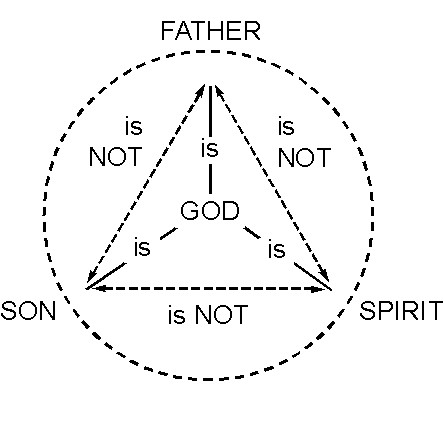 FATHER
is
NOT
is
is
NOT
GOD
is
is
SON
is NOT
SPIRIT